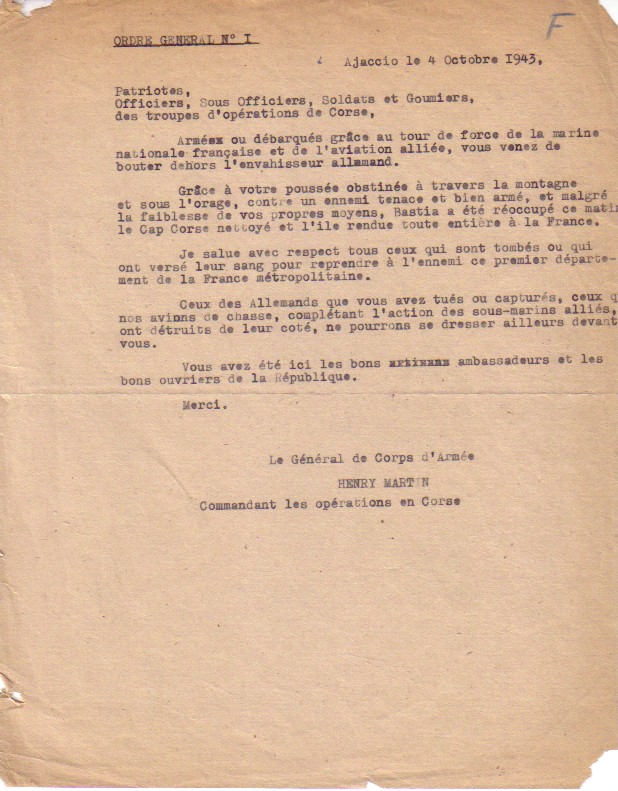 F
ORDRE GENERAL N° I
Ajaccio le 4 Octobre I943,
Patriotes,
Officiers, Sous Officiers, Soldats et Goumiers,
des troupes d'opérations de Corse,
Arméex ou débarqués grâce au tour de force de la marine
nationale française et de l'aviation alliée, vous venez de
bouter dehors l'envahisseur allemand.
Grâce à votre poussée obstinée à travers la montagne
et sous l'orage, contre un ennemi tenace et bien armé, et malgré
la faiblesse de vos propres moyens, Bastia a été réoccupé ce matin
le Cap Corse nettoyé et l'ile rendue toute entière à la France.
Je salue avec respect tous ceux qui sont tombés ou qui
ont versé leur sang pour reprendre à l'ennemi ce premier départe-
ment de la France métropolitaine.
Ceux des Allemands que vous avez tués ou capturés, ceux q
nos avions de chasse, complétant l'action des sous-marins alliés,
ont détruits de leur coté, ne pourrons se dresser ailleurs devant
vous.
Vous avez été ici les bons ambassadeurs et les
bons ouvriers de la République.
Merci.
Le Général de Corps d'Armée
HENRY MARTIN
Commandant les opérations en Corse